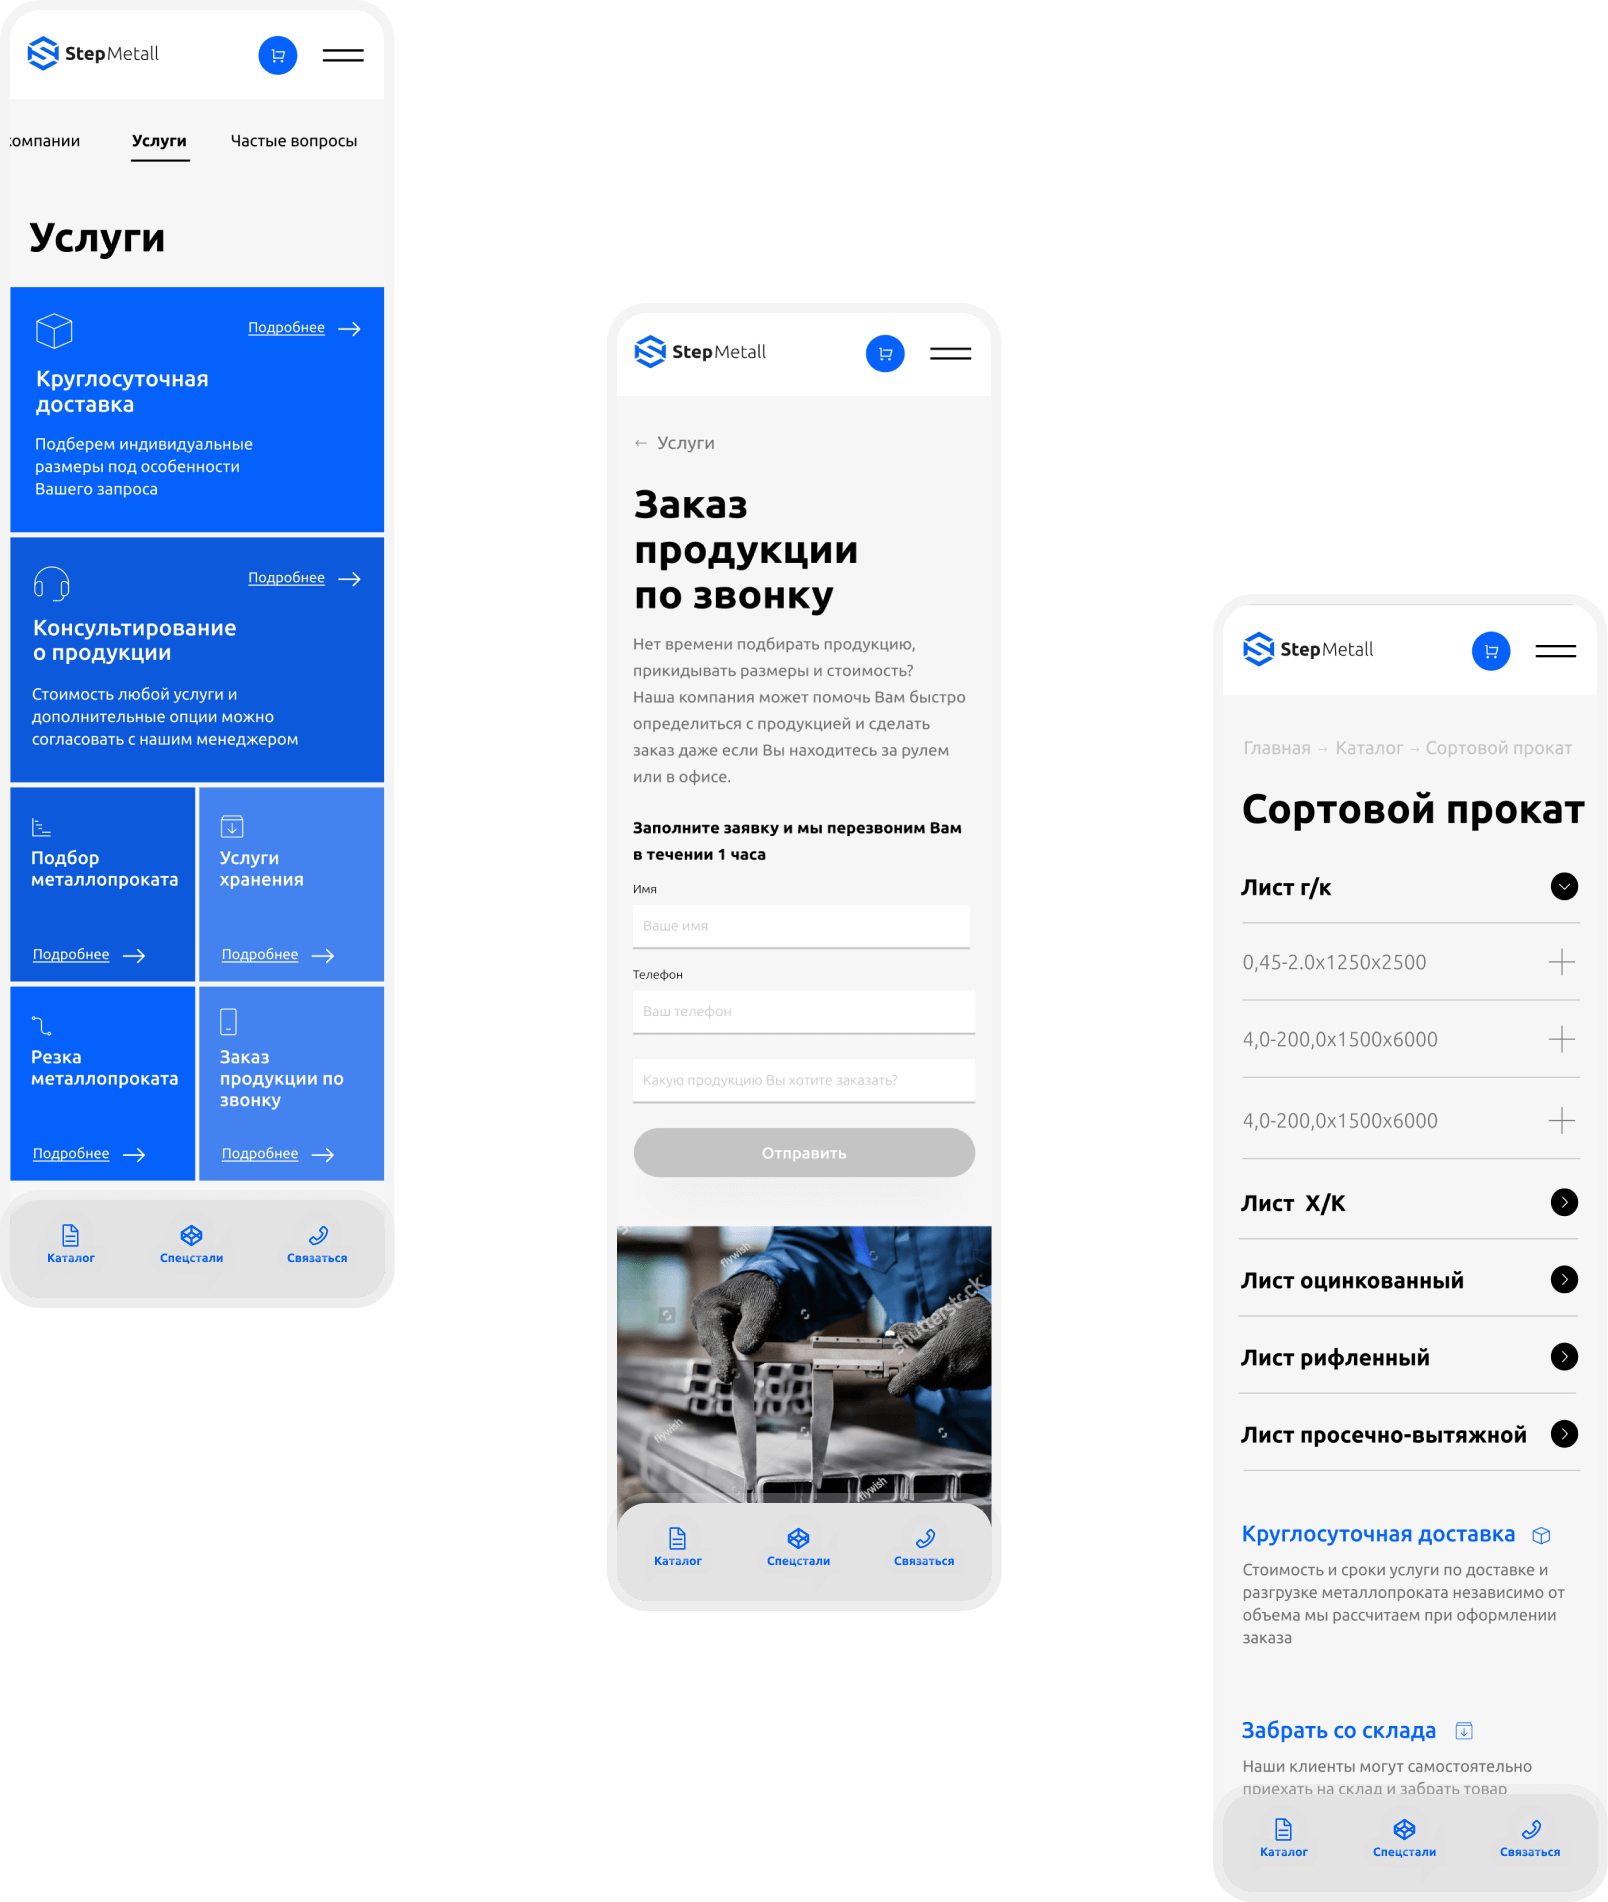 StepMetall
компании Услуги Частые вопросы
Услуги
Подробнее
Круглосуточная
доставка
Подберем индивидуальные
размеры под особенности
Вашего запроса
Подробнее
Консультирование
о продукции
Стоимость любой услуги и
дополнительные опции можно
согласовать с нашим менеджером
Подбор
металлопроката
Подробнее
Услуги
хранения
Подробнее
Резка
металлопроката
Подробнее
Заказ
продукции по
звонку
Подробнее
Каталог Спецстали Связаться
StepMetall
← Услуги
Заказ
продукции
по звонку
Нет времени подбирать продукцию,
прикидывать размеры и стоимость?
Наша компания может помочь Вам быстро
определиться с продукцией и сделать
заказ даже если Вы находитесь за рулем
или в офисе.
Заполните заявку и мы перезвоним Вам
в течении 1 часа
Имя
Ваше имя
Телефон
Ваш телефон
Какую продукцию Вы хотите заказать?
Отправить
flywish
shutterstock
flywish
flywish
Каталог Спецстали Связаться
StepMetall
Главная → Каталог → Сортовой прокат
Сортовой прокат
Лист г/к
0,45-2.0х1250х2500
4,0-200,0х1500х6000
4,0-200,0х1500х6000
Лист Х/К
Лист оцинкованный
Лист рифленный
Лист просечно-вытяжной
Круглосуточная доставка
Стоимость и сроки услуги по доставке и
разгрузке металлопроката независимо от
объема мы рассчитаем при оформлении
заказа
Забрать со склада
Наши клиенты могут самостоятельно
приехать на склад и забрать товар
Каталог Спецстали Связаться